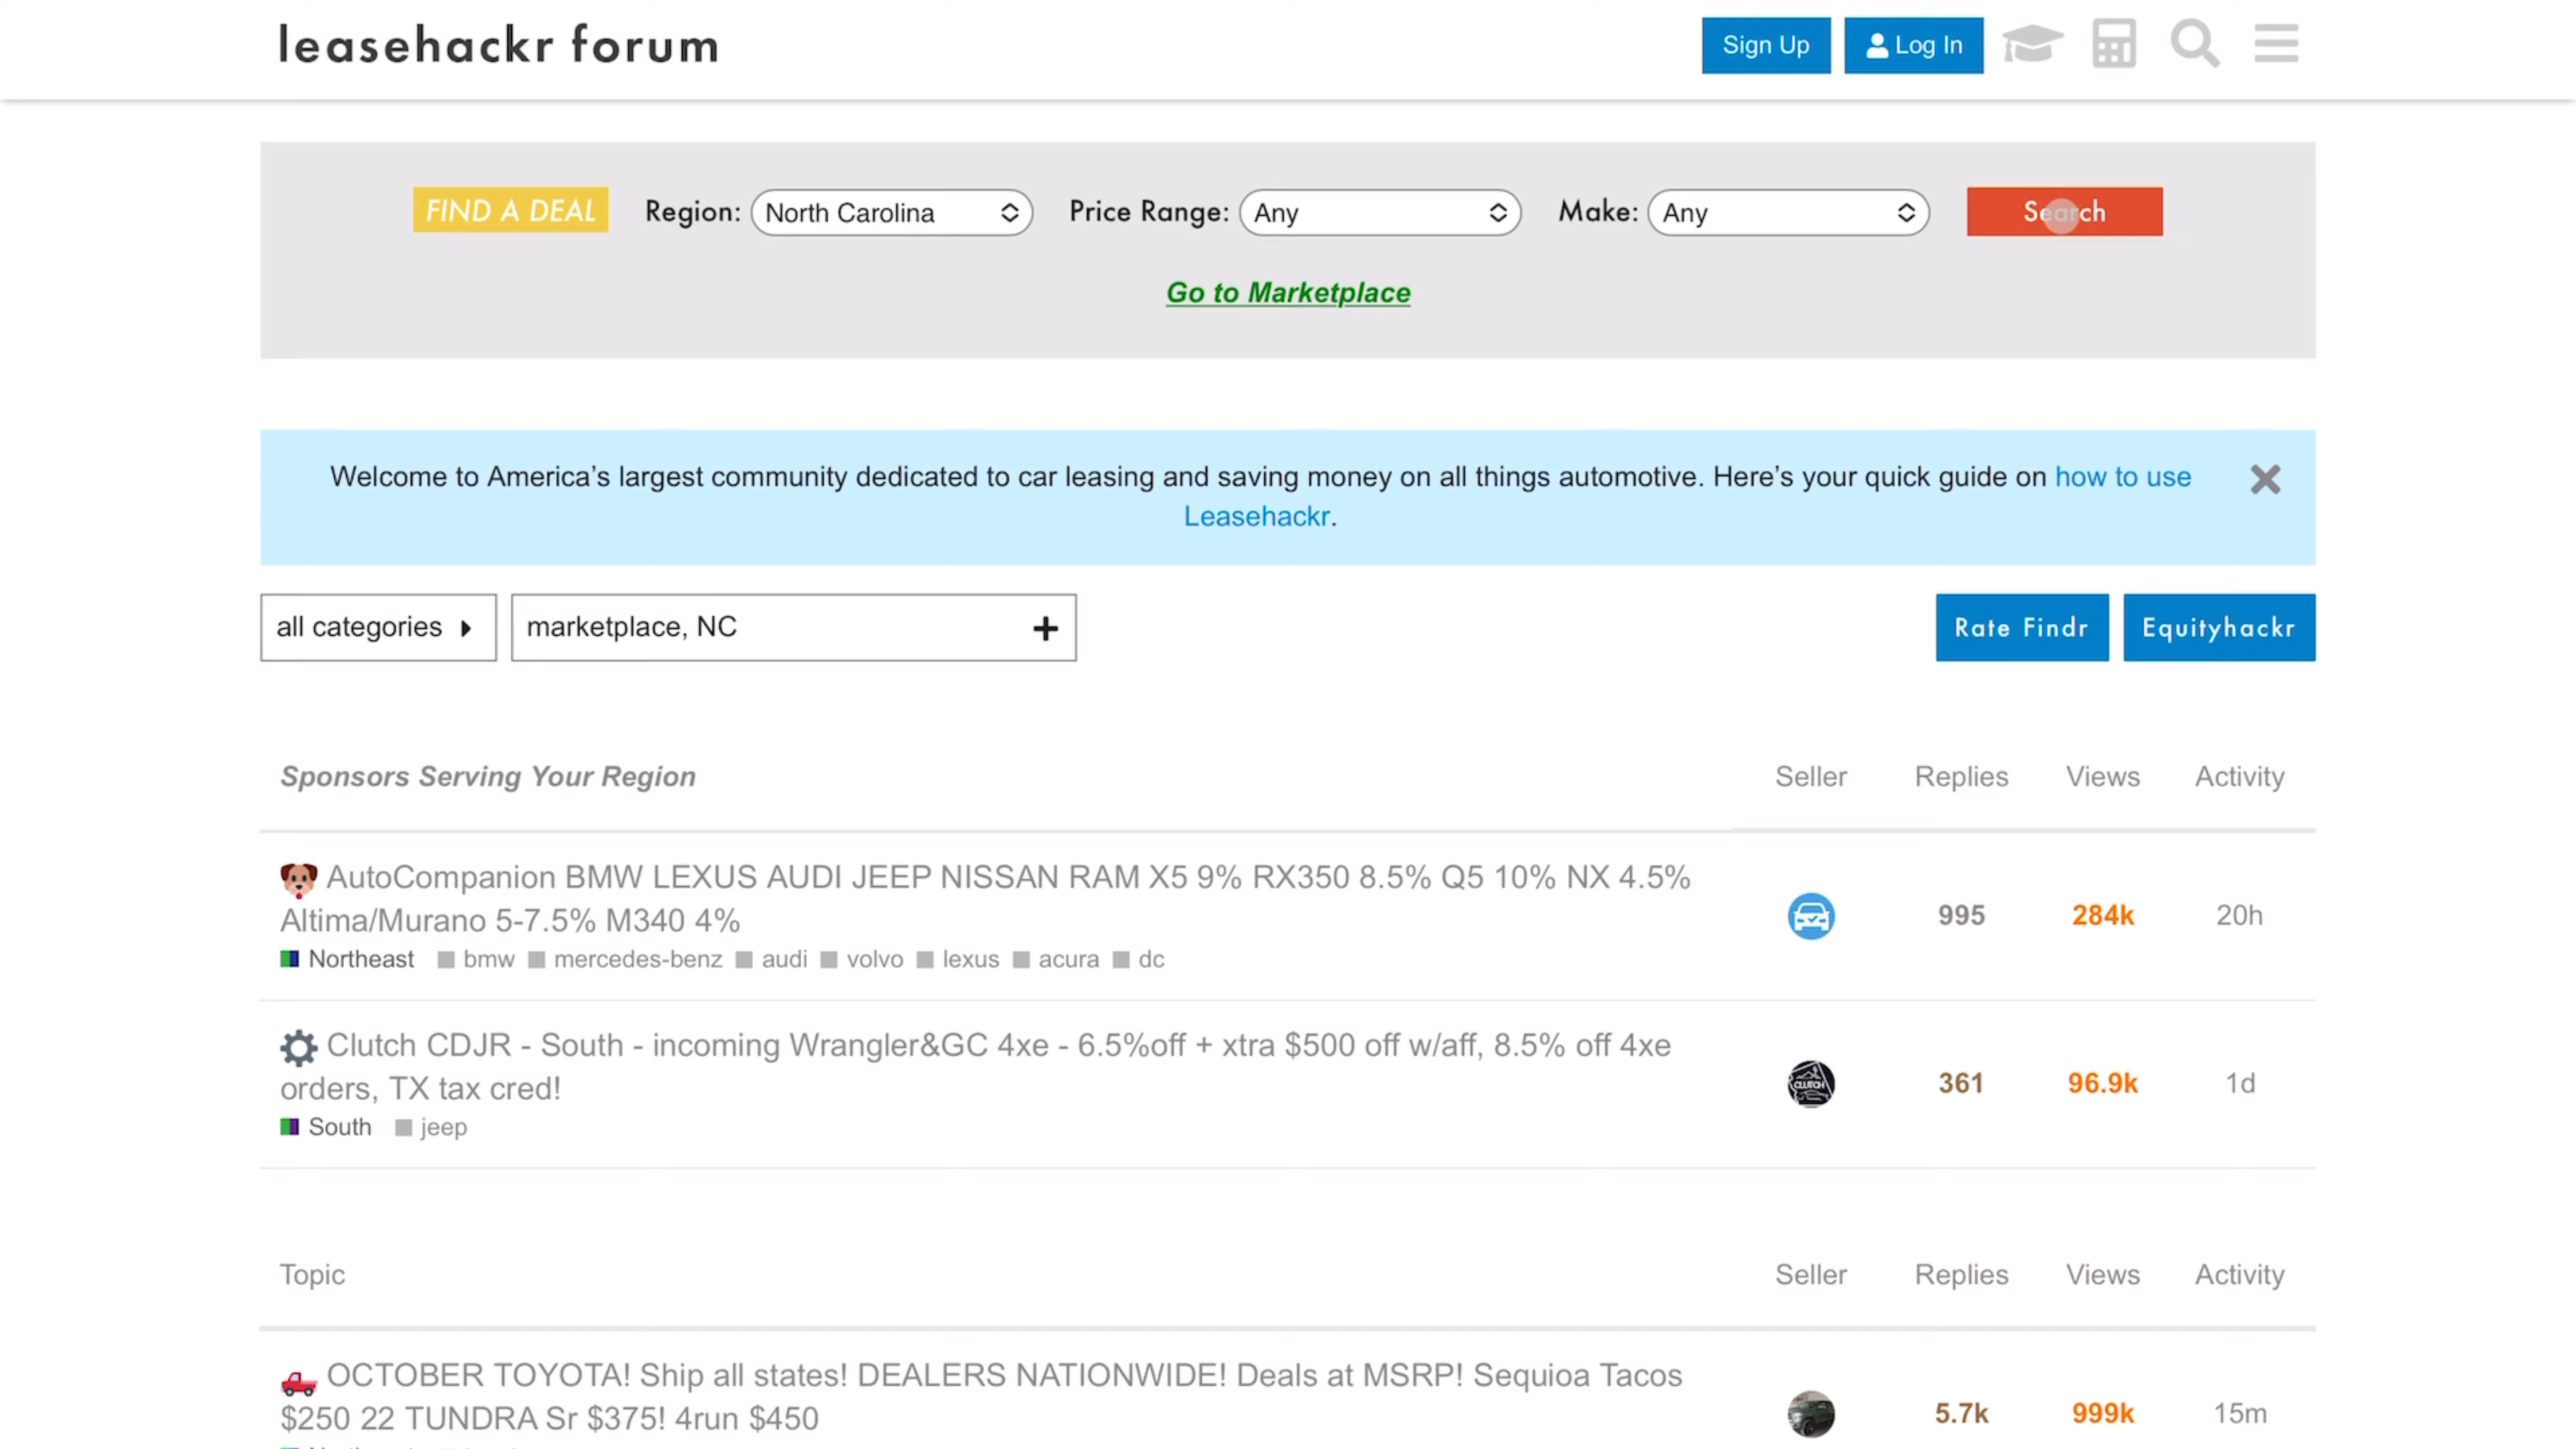 leasehackr forum
Sign Up
Log In
FIND A DEAL
Region:
North Carolina
Price Range:
Any
Make:
Any
Search
Go to Marketplace
Welcome to America's largest community dedicated to car leasing and saving money on all things automotive. Here's your quick guide on how to use
Leasehackr.
all categories
marketplace, NC
Rate Findr
Equityhackr
Sponsors Serving Your Region
Seller
Replies
Views
Activity
AutoCompanion BMW LEXUS AUDI JEEP NISSAN RAM X5 9% RX350 8.5% Q5 10% NX 4.5%
Altima/Murano 5-7.5% M340 4%
995
284k
20h
Northeast bmw mercedes-benz audi volvo lexus acura dc
Clutch CDJR - South - incoming Wrangler&GC 4xe - 6.5%off + xtra $500 off w/aff, 8.5% off 4xe
orders, TX tax cred!
CLUTCH
361
96.9k
1d
South jeep
Topic
Seller
Replies
Views
Activity
OCTOBER TOYOTA! Ship all states! DEALERS NATIONWIDE! Deals at MSRP! Sequioa Tacos
$250 22 TUNDRA Sr $375! 4run $450
5.7k
999k
15m